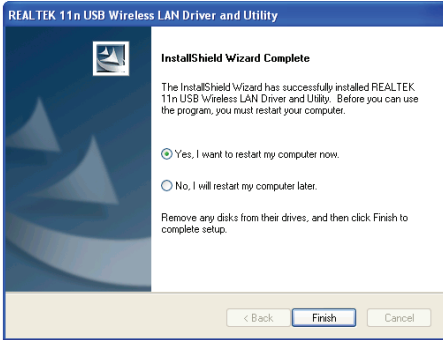 REALTEK 11n USB Wireless LAN Driver and Utility
InstallShield Wizard Complete
The InstallShield Wizard has successfully installed REALTEK
11n USB Wireless LAN Driver and Utility. Before you can use
the program, you must restart your computer.
Yes, I want to restart my computer now.
No, I will restart my computer later.
Remove any disks from their drives, and then click Finish to
complete setup.
< Back Finish Cancel